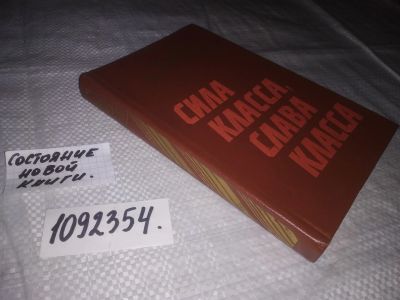 СИЛА
КЛАССА,
СЛАВА
КЛАССА
СОСТОЯНИЕ
НОВОЙ
КНИГИ.
1092354.